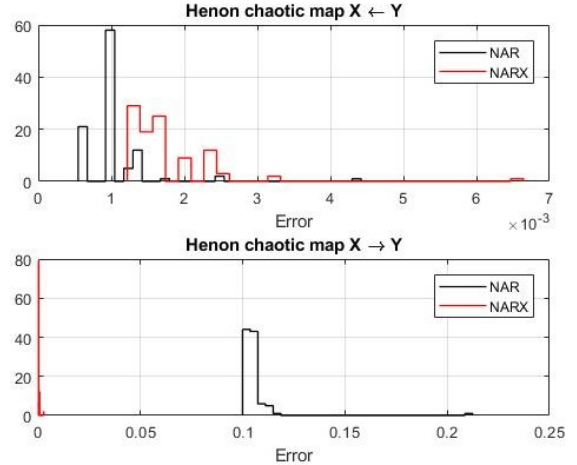 Henon chaotic map X ← Y
60
40
20
0
NAR
NARX
0 1 2 3 4 5 6 7
Error
×10-3
Henon chaotic map X → Y
80
60
40
20
0
NAR
NARX
0 0.05 0.1 0.15 0.2 0.25
Error